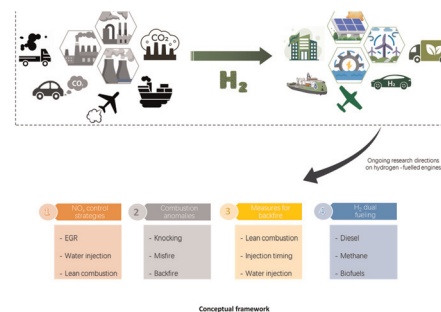 CO₂
CO₂
H₂
H₂
Ongoing research directions
on hydrogen -fuelled engines
1
NOₓ control
strategies
- EGR
- Water injection
- Lean combustion
2
Combustion
anomalies
- Knocking
- Misfire
- Backfire
3
Measures for
backfire
- Lean combustion
- Injection timing
- Water injection
4
H₂ dual
fueling
- Diesel
- Methane
- Biofuels
Conceptual framework